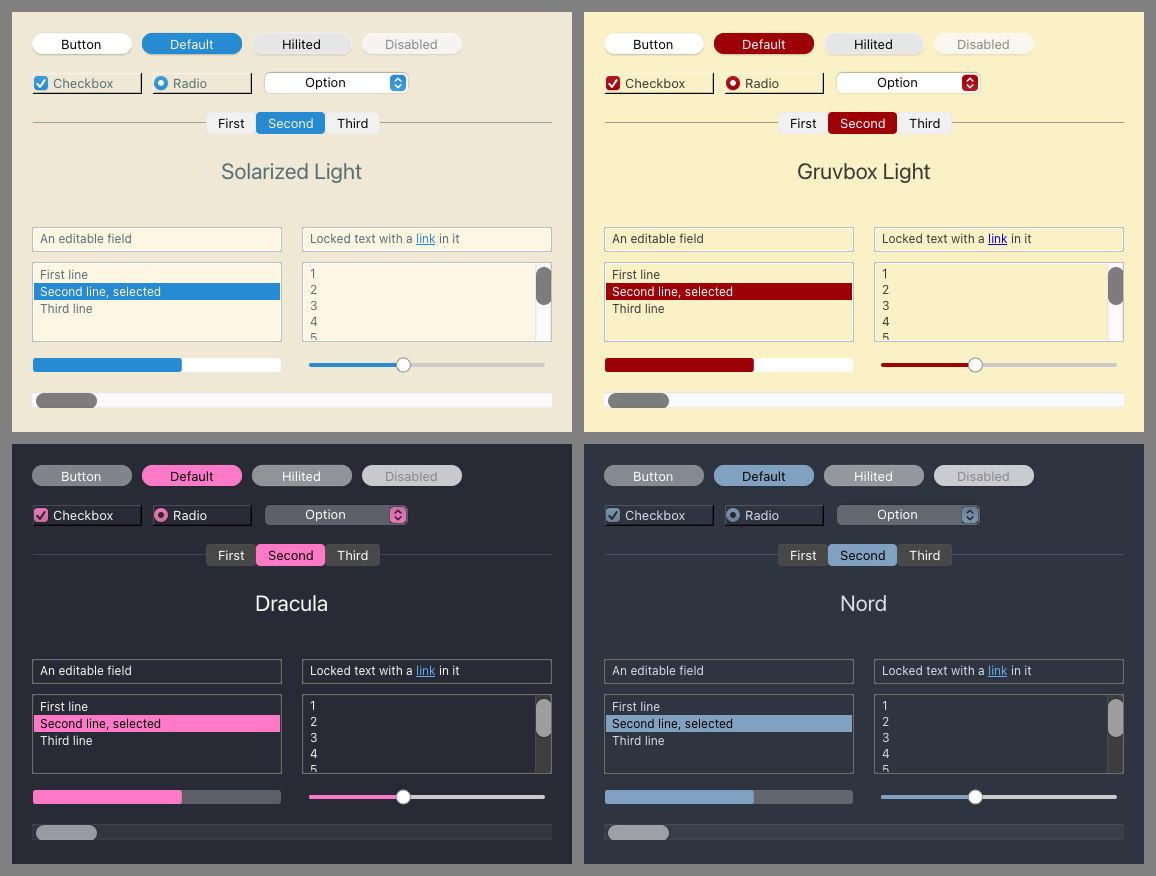 Button Default Hilited Disabled
Checkbox Radio Option
First Second Third
Solarized Light
An editable field Locked text with a link in it
First line 1
Second line, selected 2
Third line 3
4
5
Button Default Hilited Disabled
Checkbox Radio Option
First Second Third
Gruvbox Light
An editable field Locked text with a link in it
First line 1
Second line, selected 2
Third line 3
4
5
Button Default Hilited Disabled
Checkbox Radio Option
First Second Third
Dracula
An editable field Locked text with a link in it
First line 1
Second line, selected 2
Third line 3
4
5
Button Default Hilited Disabled
Checkbox Radio Option
First Second Third
Nord
An editable field Locked text with a link in it
First line 1
Second line, selected 2
Third line 3
4
5